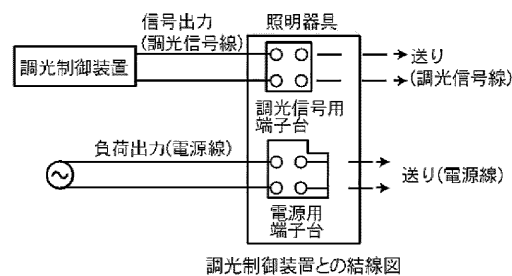 信号出力
(調光信号線)
照明器具
調光制御装置
送り
(調光信号線)
調光信号用
端子台
負荷出力(電源線)
送り(電源線)
電源用
端子台
調光制御装置との結線図